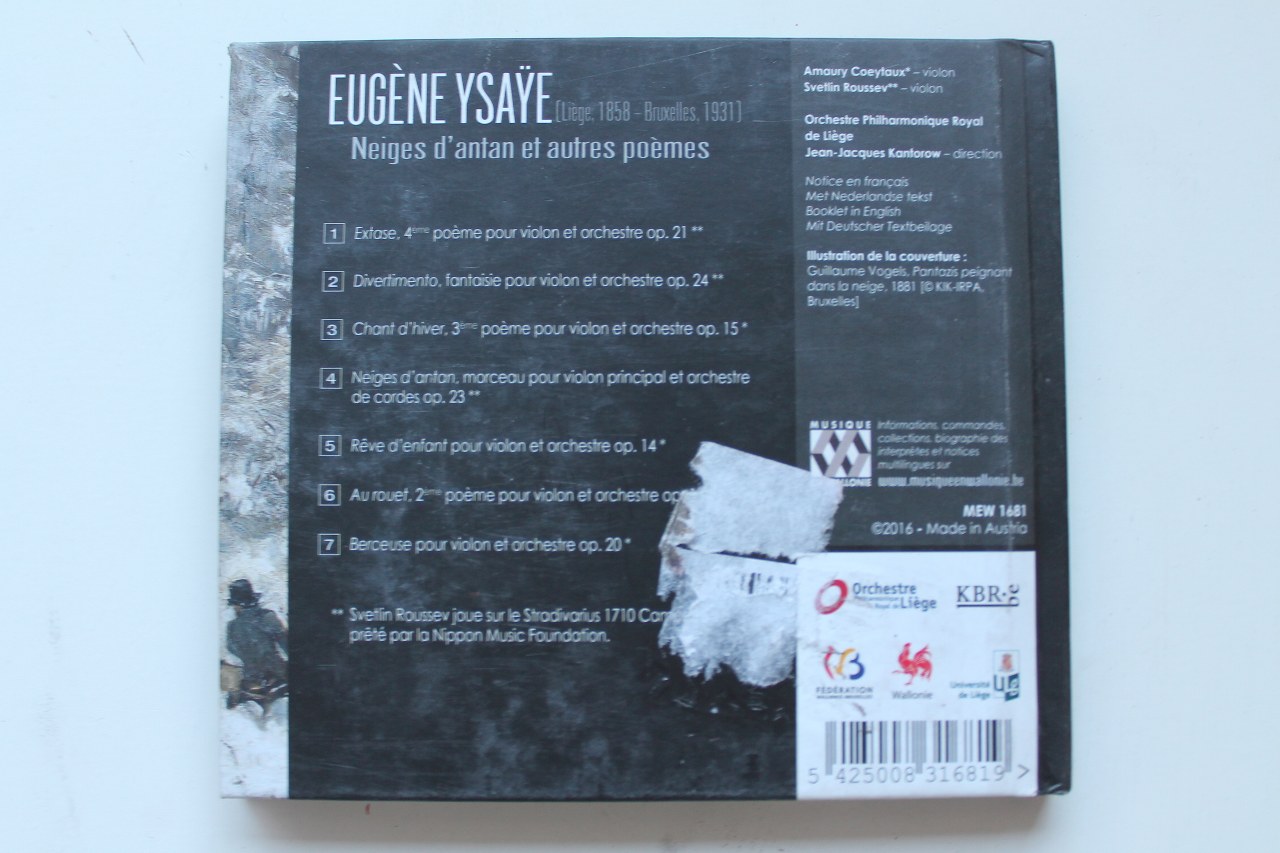 EUGÈNE YSAŸE (Liège, 1858 – Bruxelles, 1931)
Neiges d'antan et autres poèmes
1 Extase, 4ème poème pour violon et orchestre op. 21 **
2 Divertimento, fantaisie pour violon et orchestre op. 24 **
3 Chant d'hiver, 3ème poème pour violon et orchestre op. 15 *
4 Neiges d'antan, morceau pour violon principal et orchestre
de cordes op. 23 **
5 Rêve d'enfant pour violon et orchestre op. 14 *
6 Au rouet, 2ème poème pour violon et orchestre op
7 Berceuse pour violon et orchestre op. 20 *
** Svetlin Roussev joue sur le Stradivarius 1710 Cam
prêté par la Nippon Music Foundation.
Amaury Coeytaux* – violon
Svetlin Roussev** – violon
Orchestre Philharmonique Royal
de Liège
Jean-Jacques Kantorow – direction
Notice en français
Met Nederlandse tekst
Booklet in English
Mit Deutscher Textbeilage
Illustration de la couverture :
Guillaume Vogels, Pantazis peignant
dans la neige, 1881 [© KIK-IRPA,
Bruxelles]
MUSIQUE
WALLONIE
Informations, commandes,
collections, biographie des
interprètes et notices
multilingues sur
www.musiqueenwallonie.be
MEW 1681
©2016 - Made in Austria
Orchestre
Philharmonique
Royal de Liège
KBR.be
FÉDÉRATION
WALLONIE-BRUXELLES
Wallonie
Université
de Liège
5 425008 316819 >